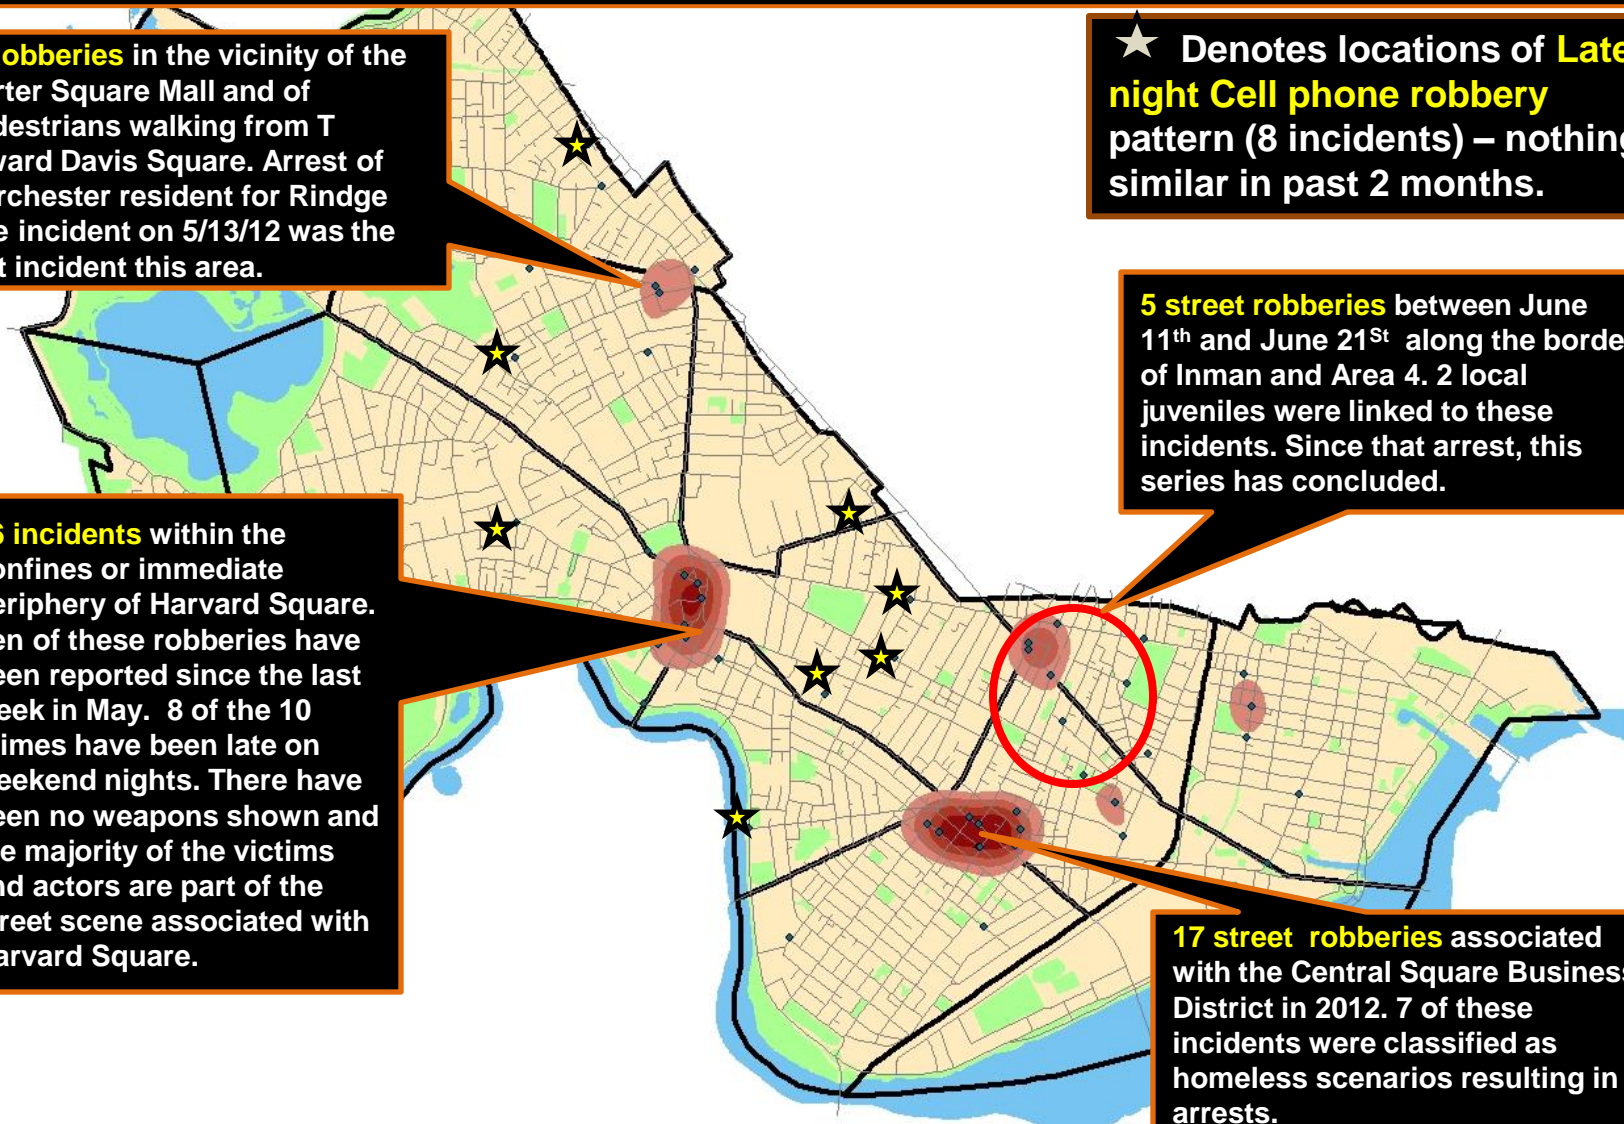 obberies in the vicinity of the
rter Square Mall and of
destrians walking from T
ward Davis Square. Arrest of
rchester resident for Rindge
e incident on 5/13/12 was the
t incident this area.
Denotes locations of Late
night Cell phone robbery
pattern (8 incidents) – nothing
similar in past 2 months.
5 street robberies between June
11th and June 21St along the borde
of Inman and Area 4. 2 local
juveniles were linked to these
incidents. Since that arrest, this
series has concluded.
6 incidents within the
onfines or immediate
eriphery of Harvard Square.
en of these robberies have
een reported since the last
eek in May. 8 of the 10
rimes have been late on
eekend nights. There have
een no weapons shown and
e majority of the victims
nd actors are part of the
treet scene associated with
arvard Square.
17 street robberies associated
with the Central Square Business
District in 2012. 7 of these
incidents were classified as
homeless scenarios resulting in
arrests.